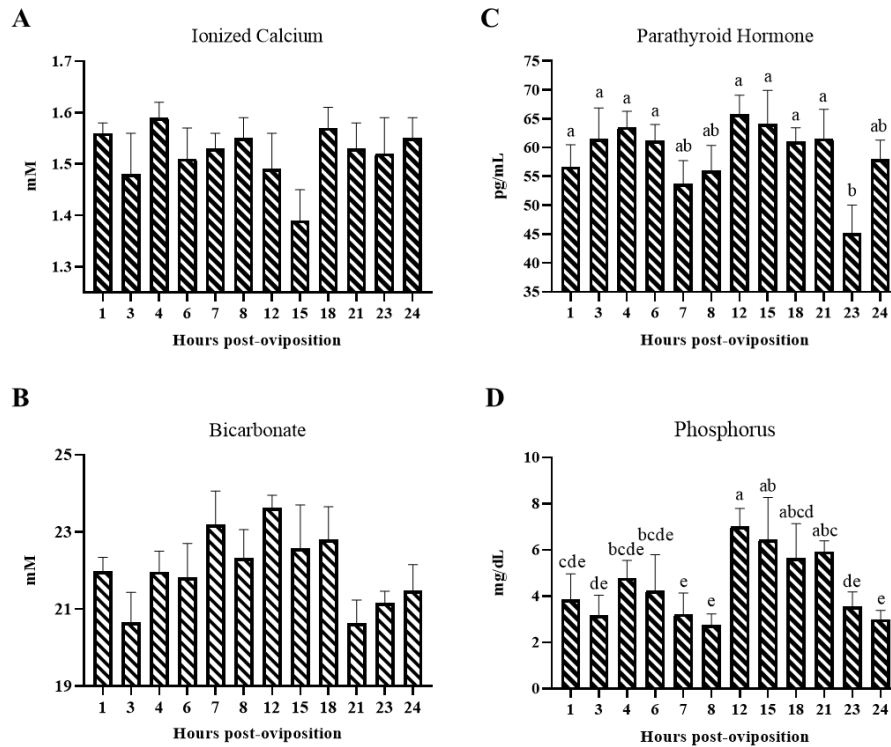 A
Ionized Calcium
1.7
1.6
1.5
1.4
1.3
mM
1 3 4 6 7 8 12 15 18 21 23 24
Hours post-oviposition
C
Parathyroid Hormone
75
70
65
60
55
50
45
40
35
pg/mL
a a a a ab ab a a a a b ab
1 3 4 6 7 8 12 15 18 21 23 24
Hours post-oviposition
B
Bicarbonate
25
23
21
19
mM
1 3 4 6 7 8 12 15 18 21 23 24
Hours post-oviposition
D
Phosphorus
10
8
6
4
2
0
mg/dL
cde de bcde bcde e e a ab abcd abc de e
1 3 4 6 7 8 12 15 18 21 23 24
Hours post-oviposition